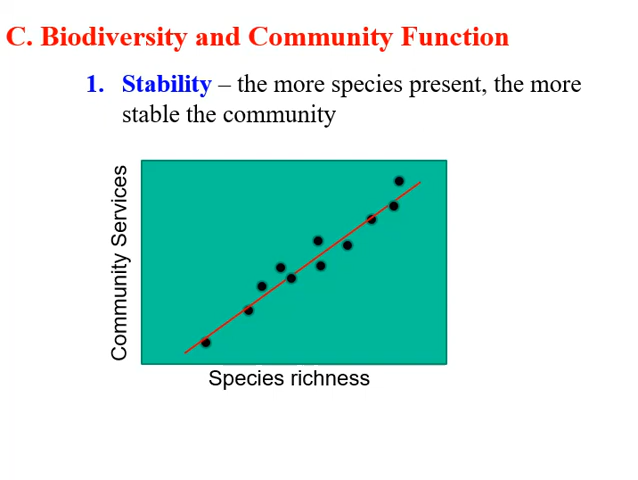 C. Biodiversity and Community Function
1. Stability – the more species present, the more
stable the community
Community Services
Species richness